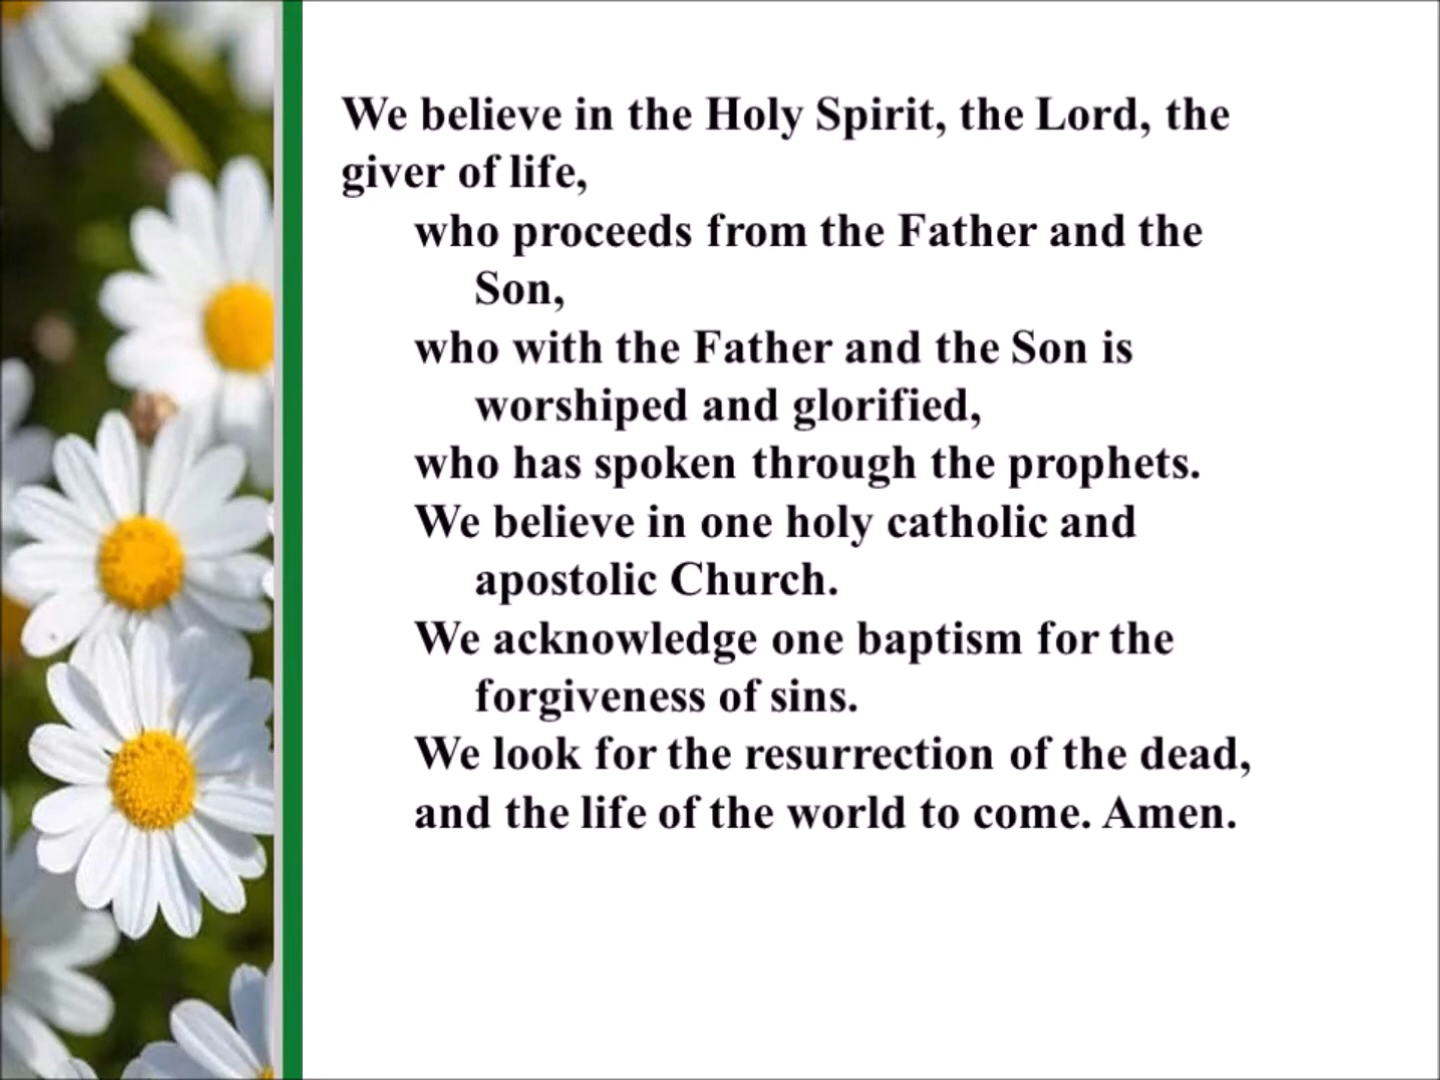 We believe in the Holy Spirit, the Lord, the
giver of life,
who proceeds from the Father and the
Son,
who with the Father and the Son is
worshiped and glorified,
who has spoken through the prophets.
We believe in one holy catholic and
apostolic Church.
We acknowledge one baptism for the
forgiveness of sins.
We look for the resurrection of the dead,
and the life of the world to come. Amen.